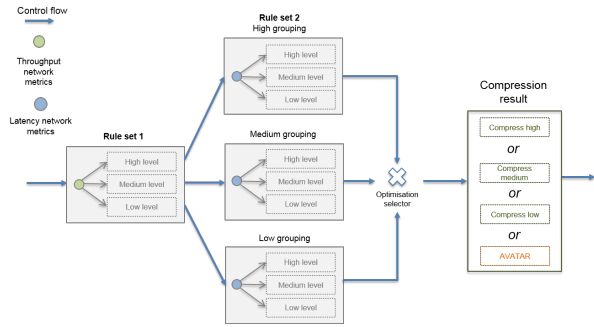 Control flow
Throughput
network
metrics
Latency network
metrics
Rule set 1
High level
Medium level
Low level
Rule set 2
High grouping
High level
Medium level
Low level
Medium grouping
High level
Medium level
Low level
Low grouping
High level
Medium level
Low level
Optimisation
selector
Compression
result
Compress high
or
Compress
medium
or
Compress low
or
AVATAR